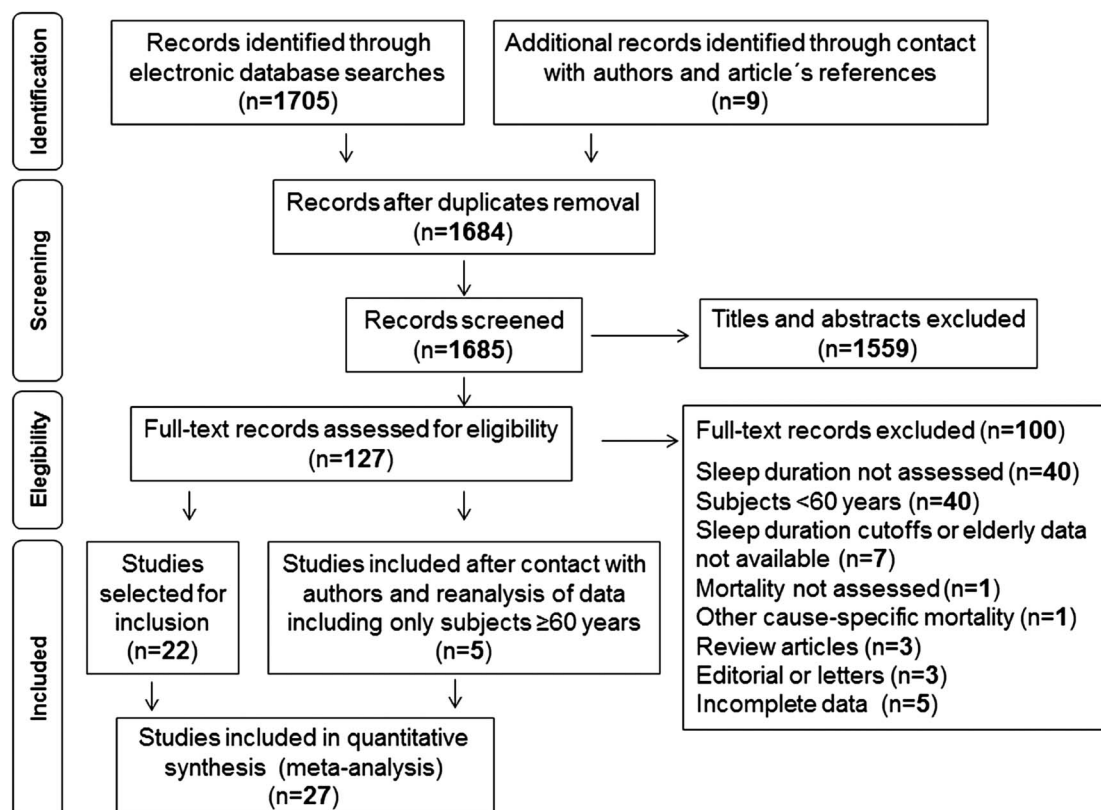 Identification
Records identified through
electronic database searches
(n=1705)
Additional records identified through contact
with authors and article´s references
(n=9)
Screening
Records after duplicates removal
(n=1684)
Records screened
(n=1685)
Titles and abstracts excluded
(n=1559)
Elegibility
Full-text records assessed for eligibility
(n=127)
Full-text records excluded (n=100)
Sleep duration not assessed (n=40)
Subjects <60 years (n=40)
Sleep duration cutoffs or elderly data
not available (n=7)
Mortality not assessed (n=1)
Other cause-specific mortality (n=1)
Review articles (n=3)
Editorial or letters (n=3)
Incomplete data (n=5)
Included
Studies
selected for
inclusion
(n=22)
Studies included after contact with
authors and reanalysis of data
including only subjects ≥60 years
(n=5)
Studies included in quantitative
synthesis (meta-analysis)
(n=27)